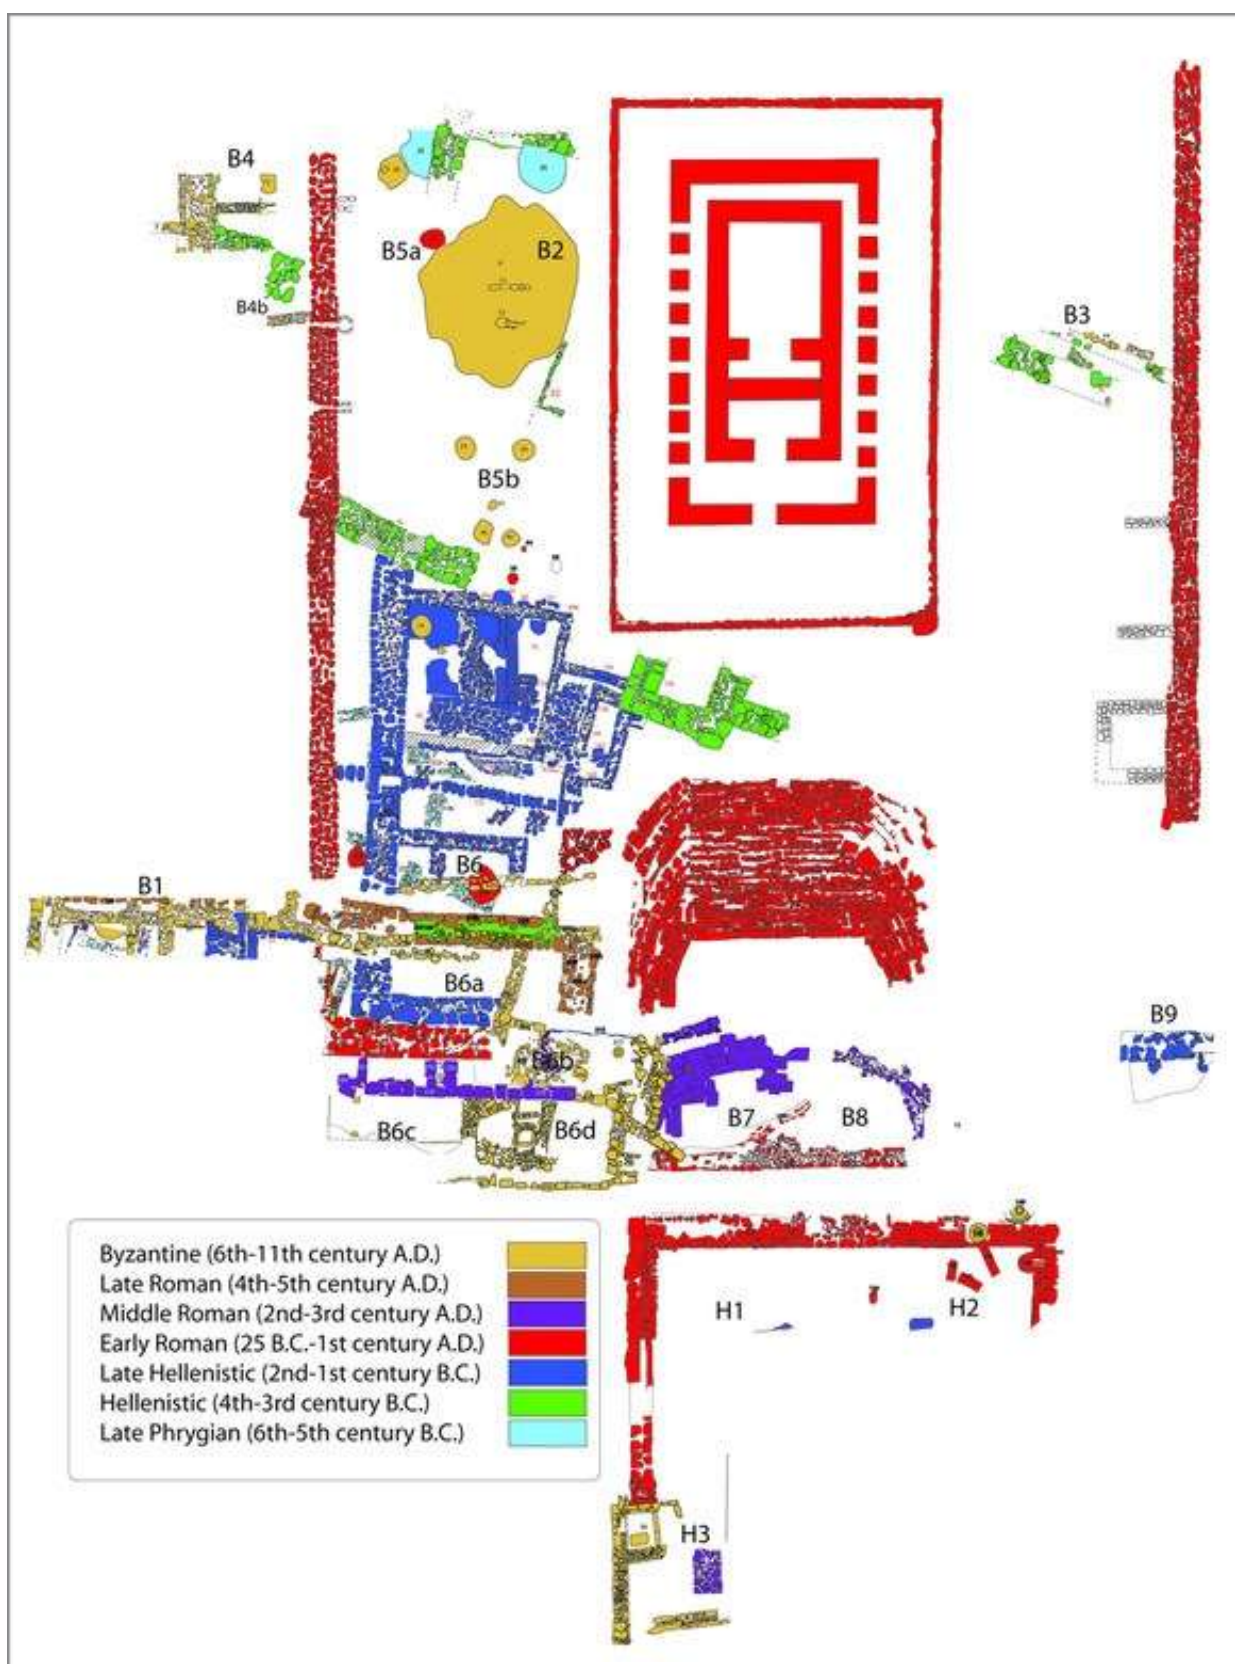 B4
B5a
B2
B4b
B3
B5b
B6
B1
B6a
B9
B6b
B7
B8
B6c
B6d
Byzantine (6th-11th century A.D.)
Late Roman (4th-5th century A.D.)
Middle Roman (2nd-3rd century A.D.)
Early Roman (25 B.C.-1st century A.D.)
Late Hellenistic (2nd-1st century B.C.)
Hellenistic (4th-3rd century B.C.)
Late Phrygian (6th-5th century B.C.)
H1
H2
H3